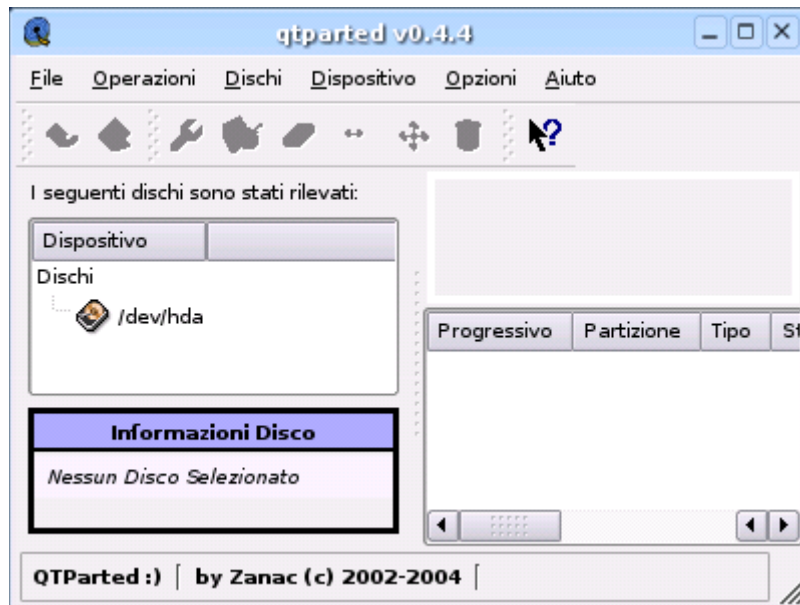 qtparted v0.4.4
File Operazioni Dischi Dispositivo Opzioni Aiuto
I seguenti dischi sono stati rilevati:
Dispositivo
Dischi
/dev/hda
Informazioni Disco
Nessun Disco Selezionato
Progressivo Partizione Tipo St
QTParted :) by Zanac (c) 2002-2004